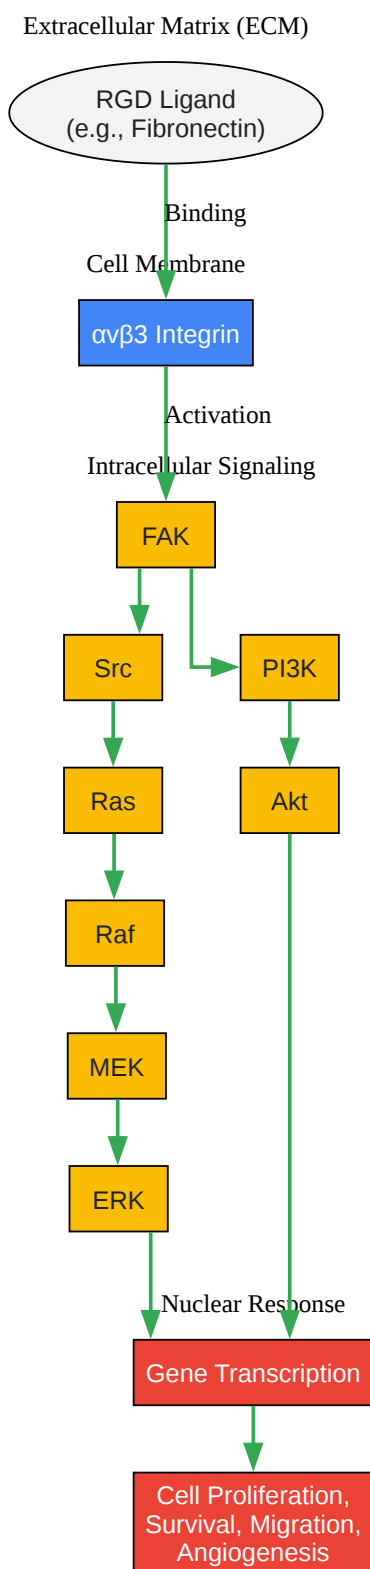 Extracellular Matrix (ECM)
RGD Ligand
(e.g., Fibronectin)
Binding
Cell Membrane
αvβ3 Integrin
Activation
Intracellular Signaling
FAK
Src
PI3K
Ras
Akt
Raf
MEK
ERK
Nuclear Response
Gene Transcription
Cell Proliferation,
Survival, Migration,
Angiogenesis